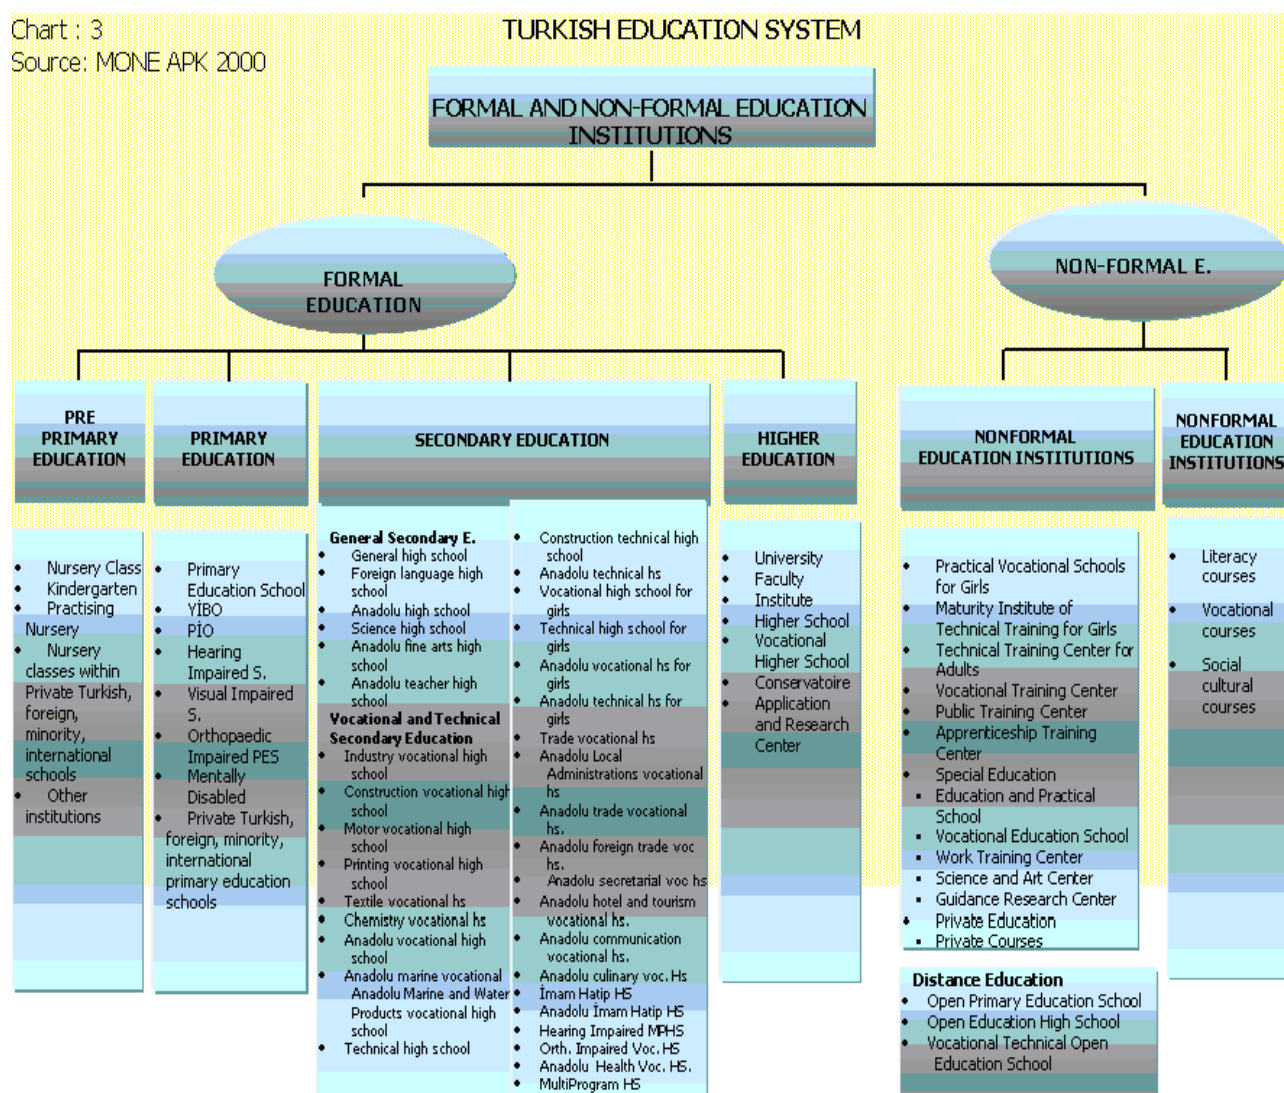 Chart : 3
Source: MONE APK 2000
TURKISH EDUCATION SYSTEM
FORMAL AND NON-FORMAL EDUCATION
INSTITUTIONS
FORMAL
EDUCATION
NON-FORMAL E.
PRE
PRIMARY
EDUCATION
PRIMARY
EDUCATION
SECONDARY EDUCATION
HIGHER
EDUCATION
NONFORMAL
EDUCATION INSTITUTIONS
NONFORMAL
EDUCATION
INSTITUTIONS
• Nursery Class
• Kindergarten
• Practising
Nursery
• Nursery
classes within
Private Turkish,
foreign,
minority,
international
schools
• Other
institutions
• Primary
Education School
• YİBO
• PİO
• Hearing
Impaired S.
• Visual Impaired
S.
• Orthopaedic
Impaired PES
• Mentally
Disabled
• Private Turkish,
foreign, minority,
international
primary education
schools
General Secondary E.
• General high school
• Foreign language high
school
• Anadolu high school
• Science high school
• Anadolu fine arts high
school
• Anadolu teacher high
school
Vocational and Technical
Secondary Education
• Industry vocational high
school
• Construction vocational high
school
• Motor vocational high
school
• Printing vocational high
school
• Textile vocational hs
• Chemistry vocational hs
• Anadolu vocational high
school
• Anadolu marine vocational
Anadolu Marine and Water
Products vocational high
school
• Technical high school
• Construction technical high
school
• Anadolu technical hs
• Vocational high school for
girls
• Technical high school for
girls
• Anadolu vocational hs for
girls
• Anadolu technical hs for
girls
• Trade vocational hs
• Anadolu Local
Administrations vocational
hs
• Anadolu trade vocational
hs.
• Anadolu foreign trade voc
hs.
• Anadolu secretarial voc hs
• Anadolu hotel and tourism
vocational hs.
• Anadolu communication
vocational hs.
• Anadolu culinary voc. Hs
• İmam Hatip HS
• Anadolu İmam Hatip HS
• Hearing Impaired MPHS
• Orth. Impaired Voc. HS
• Anadolu Health Voc. HS.
• MultiProgram HS
• University
• Faculty
• Institute
• Higher School
• Vocational
Higher School
• Conservatoire
• Application
and Research
Center
• Practical Vocational Schools
for Girls
• Maturity Institute of
Technical Training for Girls
• Technical Training Center for
Adults
• Vocational Training Center
• Public Training Center
• Apprenticeship Training
Center
• Special Education
▪ Education and Practical
School
▪ Vocational Education School
▪ Work Training Center
▪ Science and Art Center
▪ Guidance Research Center
• Private Education
▪ Private Courses
• Literacy
courses
• Vocational
courses
• Social
cultural
courses
Distance Education
• Open Primary Education School
• Open Education High School
• Vocational Technical Open
Education School